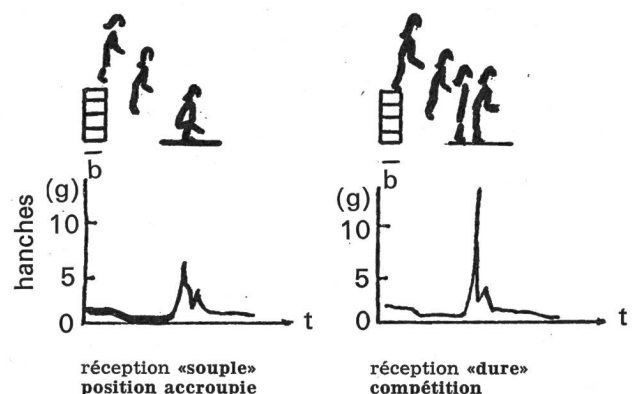 b
(g)
10
5
0
hanches
t
réception «souple»
position accroupie
b
(g)
10
5
0
t
réception «dure»
compétition